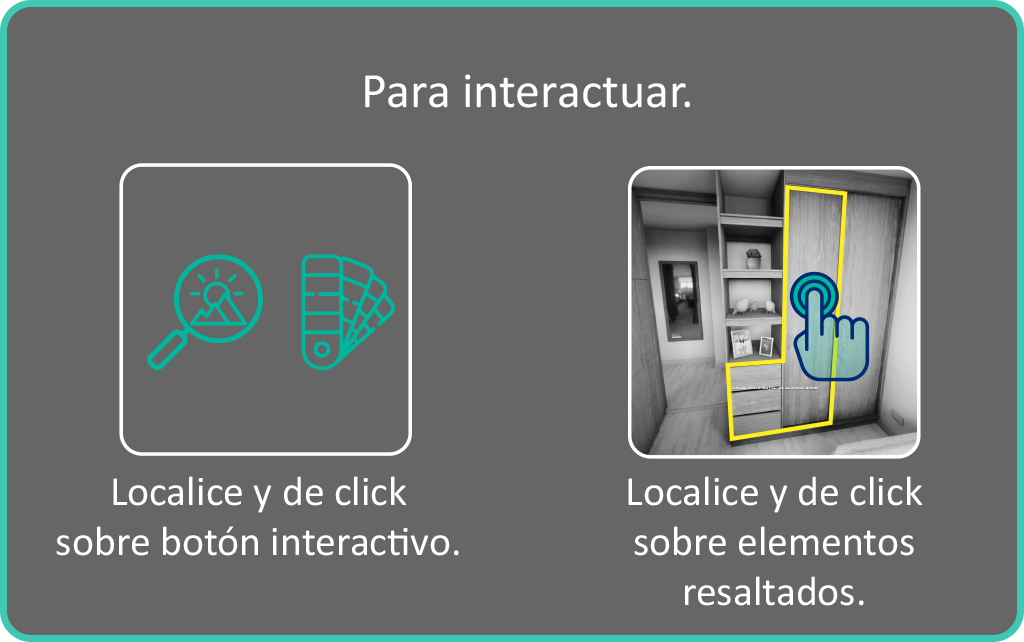 Para interactuar.
Localice y de click
sobre botón interactivo.
Localice y de click
sobre elementos
resaltados.